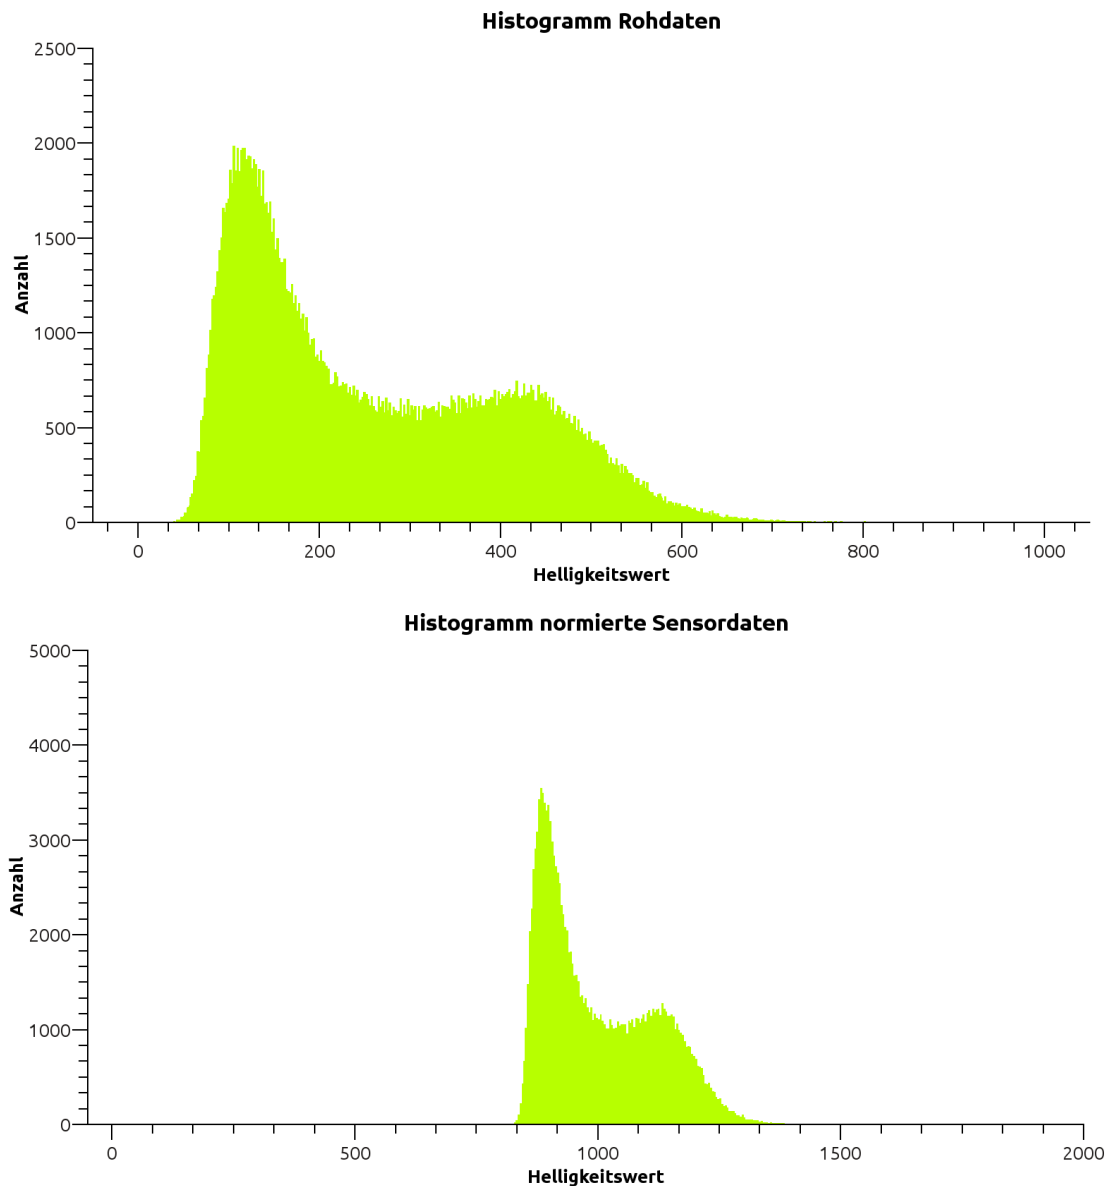 Histogramm Rohdaten
2500
2000
1500
1000
500
0
Anzahl
0 200 400 600 800 1000
Helligkeitswert
Histogramm normierte Sensordaten
5000
4000
3000
2000
1000
0
Anzahl
0 500 1000 1500 2000
Helligkeitswert